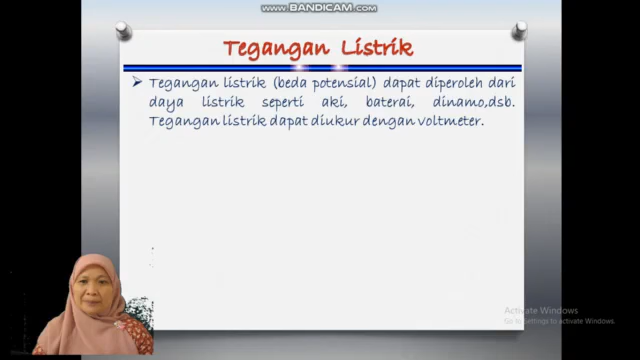 www.BANDICAM.com
Tegangan Listrik
Tegangan listrik (beda potensial) dapat diperoleh dari
daya listrik seperti aki, baterai, dinamo,dsb.
Tegangan listrik dapat diukur dengan voltmeter.
Activate Windows
Go to Settings to activate Windows.